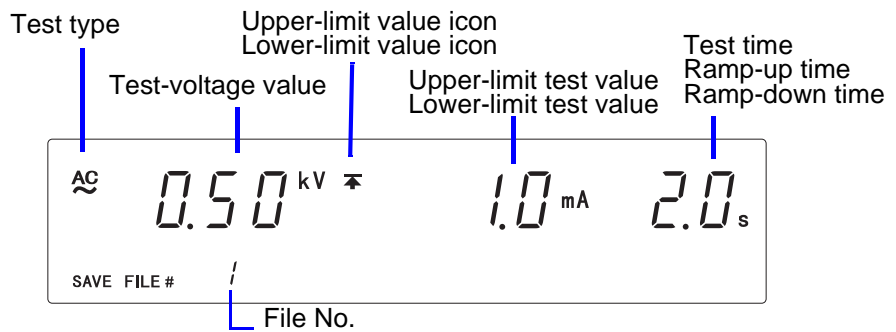 Test type
Upper-limit value icon
Lower-limit value icon
Test-voltage value
Upper-limit test value
Lower-limit test value
Test time
Ramp-up time
Ramp-down time
AC 0.50 kV 1.0 mA 2.0 s
SAVE FILE # 1
File No.